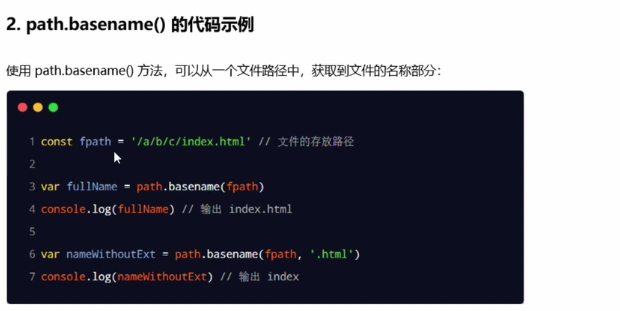 2. path.basename() 的代码示例
使用 path.basename() 方法，可以从一个文件路径中，获取到文件的名称部分：
1 const fpath = '/a/b/c/index.html' // 文件的存放路径
2
3 var fullName = path.basename(fpath)
4 console.log(fullName) // 输出 index.html
5
6 var nameWithoutExt = path.basename(fpath, '.html')
7 console.log(nameWithoutExt) // 输出 index